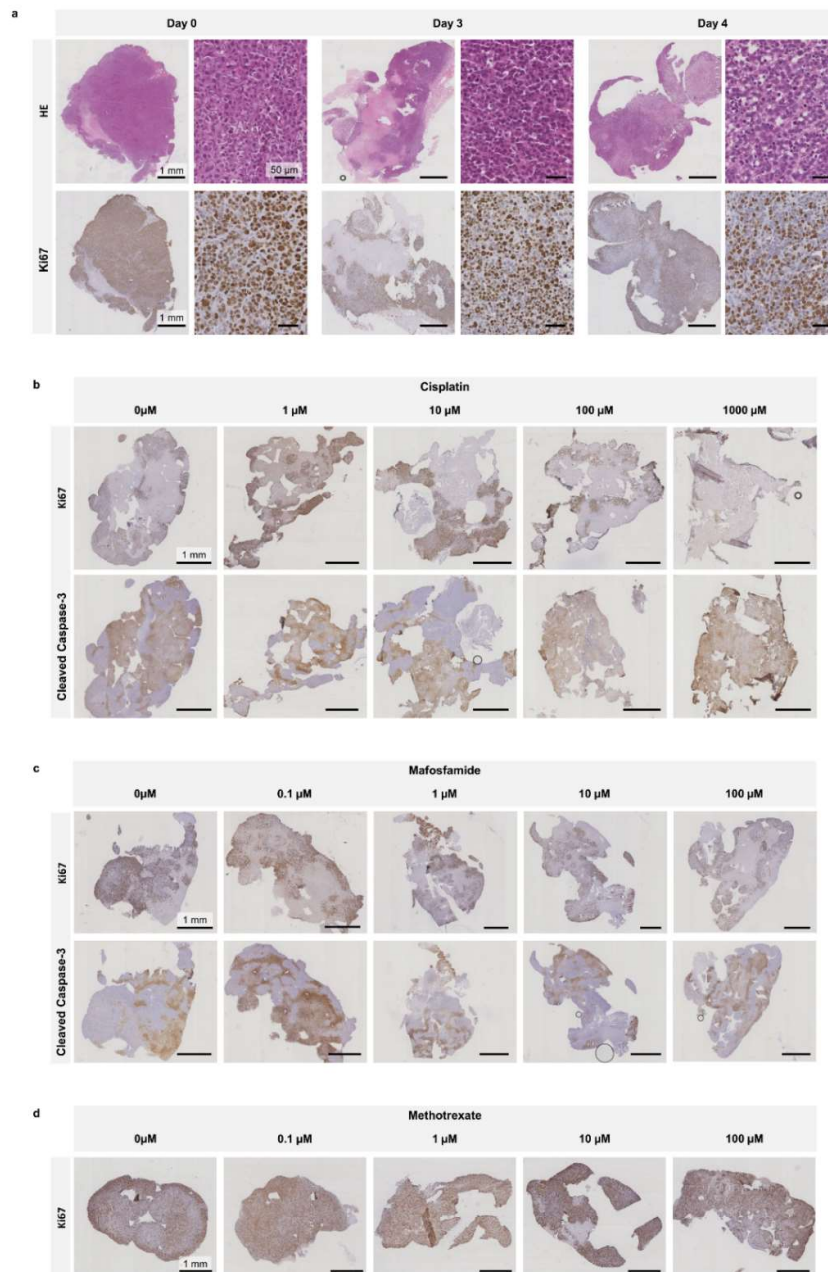 a
Day 0 Day 3 Day 4
HE
1 mm 50 µm
Ki67
1 mm
b
Cisplatin
0µM 1 µM 10 µM 100 µM 1000 µM
Ki67
1 mm
Cleaved Caspase-3
c
Mafosfamide
0µM 0.1 µM 1 µM 10 µM 100 µM
Ki67
1 mm
Cleaved Caspase-3
d
Methotrexate
0µM 0.1 µM 1 µM 10 µM 100 µM
Ki67
1 mm